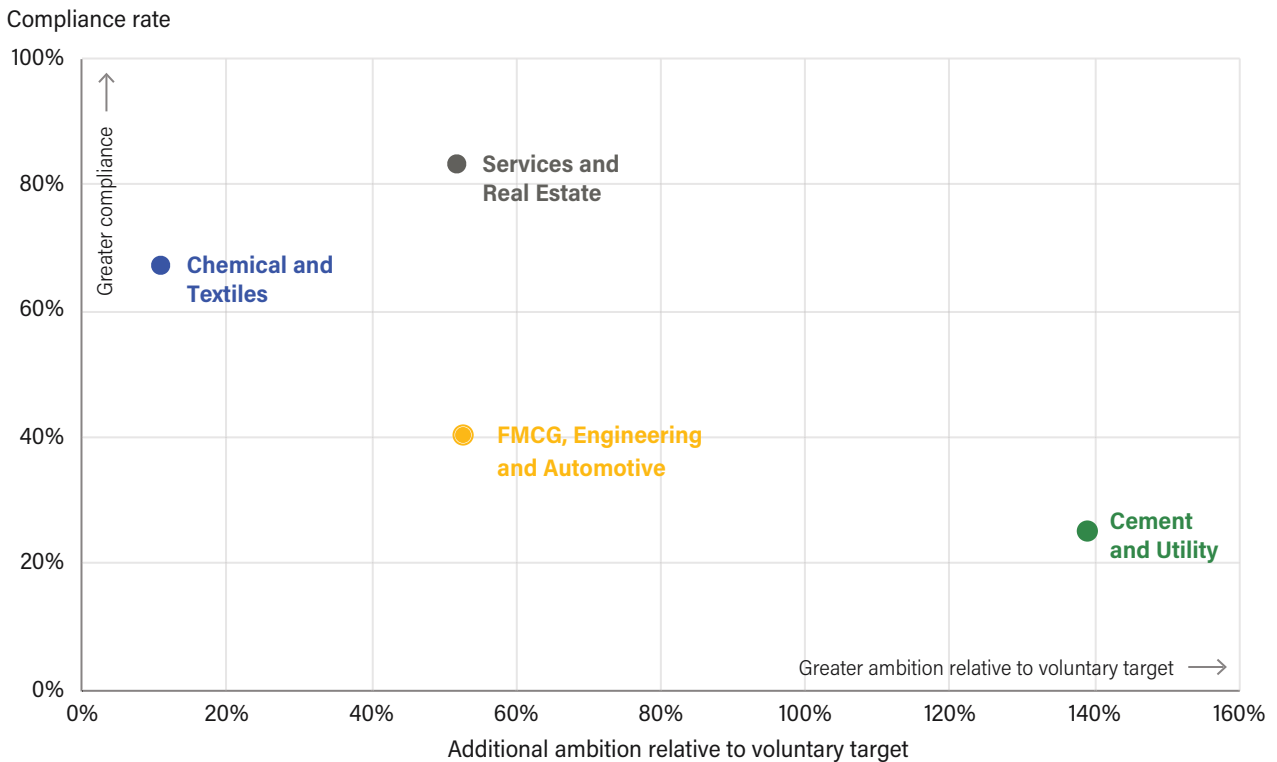 Compliance rate
100%
80%
60%
40%
20%
0%
Greater compliance
Services and
Real Estate
Chemical and
Textiles
FMCG, Engineering
and Automotive
Cement
and Utility
Greater ambition relative to voluntary target
0%
20%
40%
60%
80%
100%
120%
140%
160%
Additional ambition relative to voluntary target